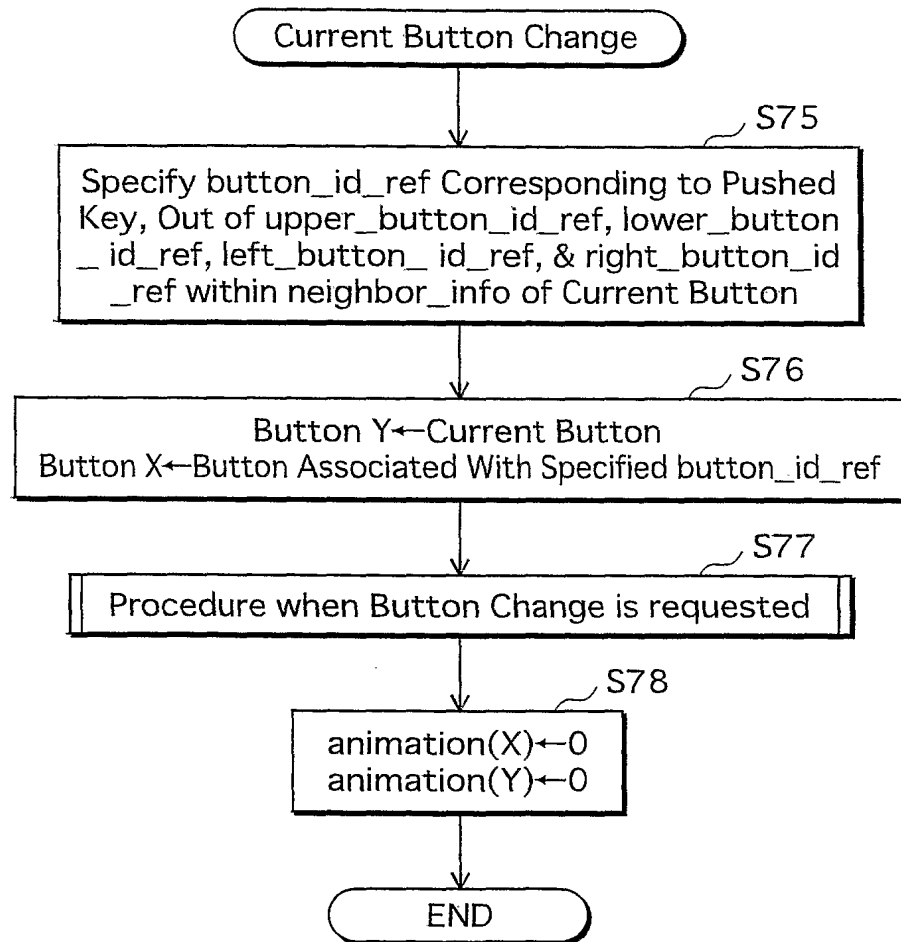 Current Button Change
S75
Specify button_id_ref Corresponding to Pushed
Key, Out of upper_button_id_ref, lower_button
_ id_ref, left_button_ id_ref, & right_button_id
_ref within neighbor_info of Current Button
S76
Button Y←Current Button
Button X←Button Associated With Specified button_id_ref
S77
Procedure when Button Change is requested
S78
animation(X)←0
animation(Y)←0
END